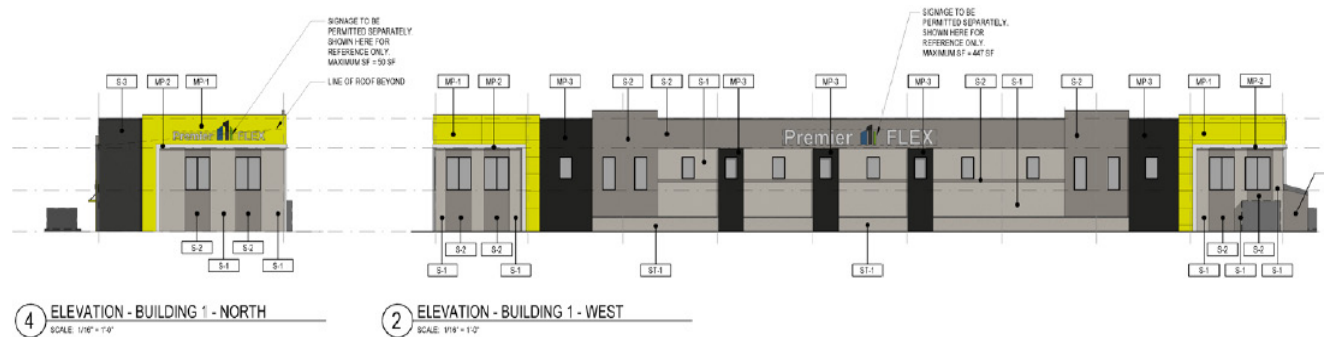 SIGNAGE TO BE
PERMITTED SEPARATELY.
SHOWN HERE FOR
REFERENCE ONLY.
MAXIMUM SF = 50 SF
LINE OF ROOF BEYOND
S-3
MP-2
MP-1
Premier FLEX
S-2
S-2
S-1
S-1
4
ELEVATION - BUILDING 1 - NORTH
SCALE: 1/16" = 1'-0"
SIGNAGE TO BE
PERMITTED SEPARATELY.
SHOWN HERE FOR
REFERENCE ONLY.
MAXIMUM SF = 447 SF
MP-1
MP-2
MP-3
S-2
S-2
S-1
MP-3
MP-3
MP-3
S-2
S-1
S-2
MP-3
MP-1
MP-2
Premier FLEX
S-2
S-2
S-1
S-1
ST-1
ST-1
S-2
S-2
S-1
S-1
S-1
2
ELEVATION - BUILDING 1 - WEST
SCALE: 1/16" = 1'-0"